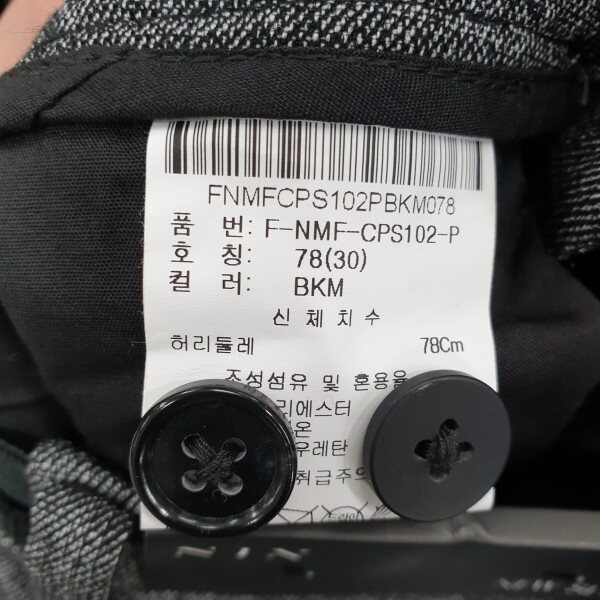 FNMFCPS102PBKM078
품 번: F-NMF-CPS102-P
호 칭: 78(30)
컬 러: BKM
신체치수
허리둘레 78Cm
조성섬유 및 혼용율
리에스터
온
우레탄
취급주의
NIX